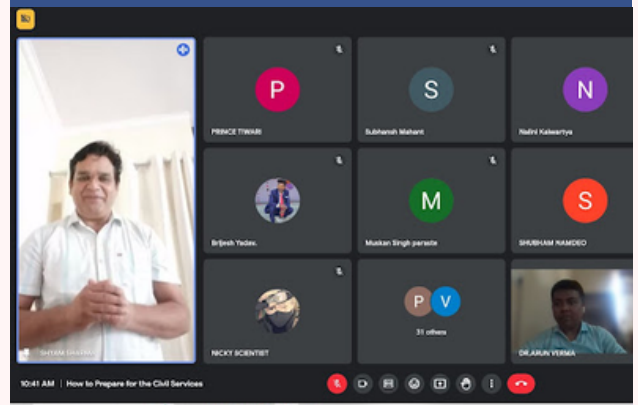 P
S
N
PRINCE TIWARI
Subhansh Mahant
Nalini Kalwartya
M
S
Brijesh Yadav.
Muskan Singh paraste
SHUBHAM NAMDEO
P V
31 others
SHYAM
NICKY SCIENTIST
DR.ARUN VERMA
10:41 AM | How to Prepare for the Civil Services